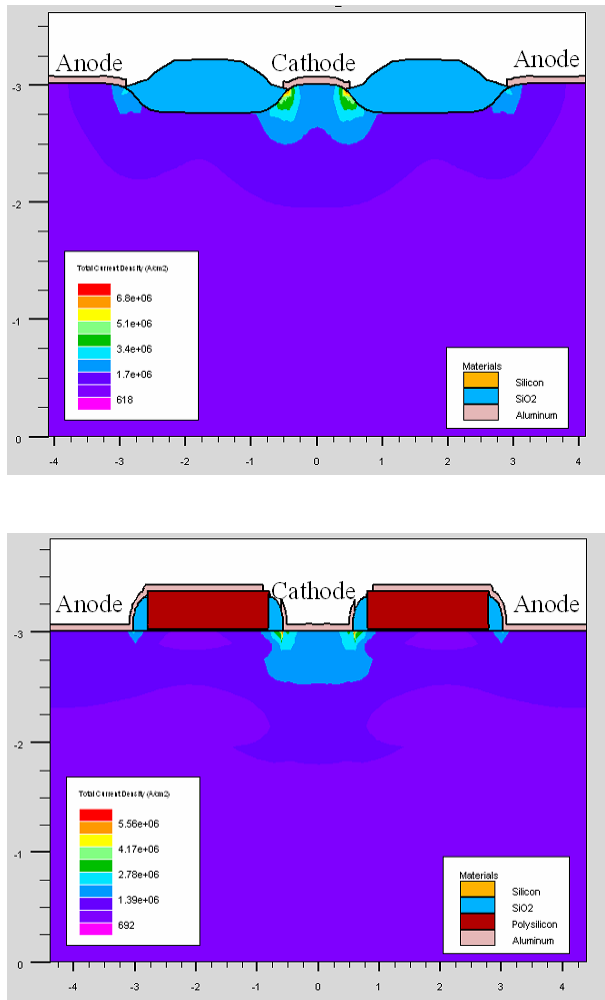 Anode Cathode Anode
-3
-2
-1
0
Total Current Density (A/cm2)
6.8e+06
5.1e+06
3.4e+06
1.7e+06
618
Materials
Silicon
SiO2
Aluminum
-4 -3 -2 -1 0 1 2 3 4
Anode Cathode Anode
-3
-2
-1
0
Total Current Density (A/cm2)
5.56e+06
4.17e+06
2.78e+06
1.39e+06
692
Materials
Silicon
SiO2
Polysilicon
Aluminum
-4 -3 -2 -1 0 1 2 3 4